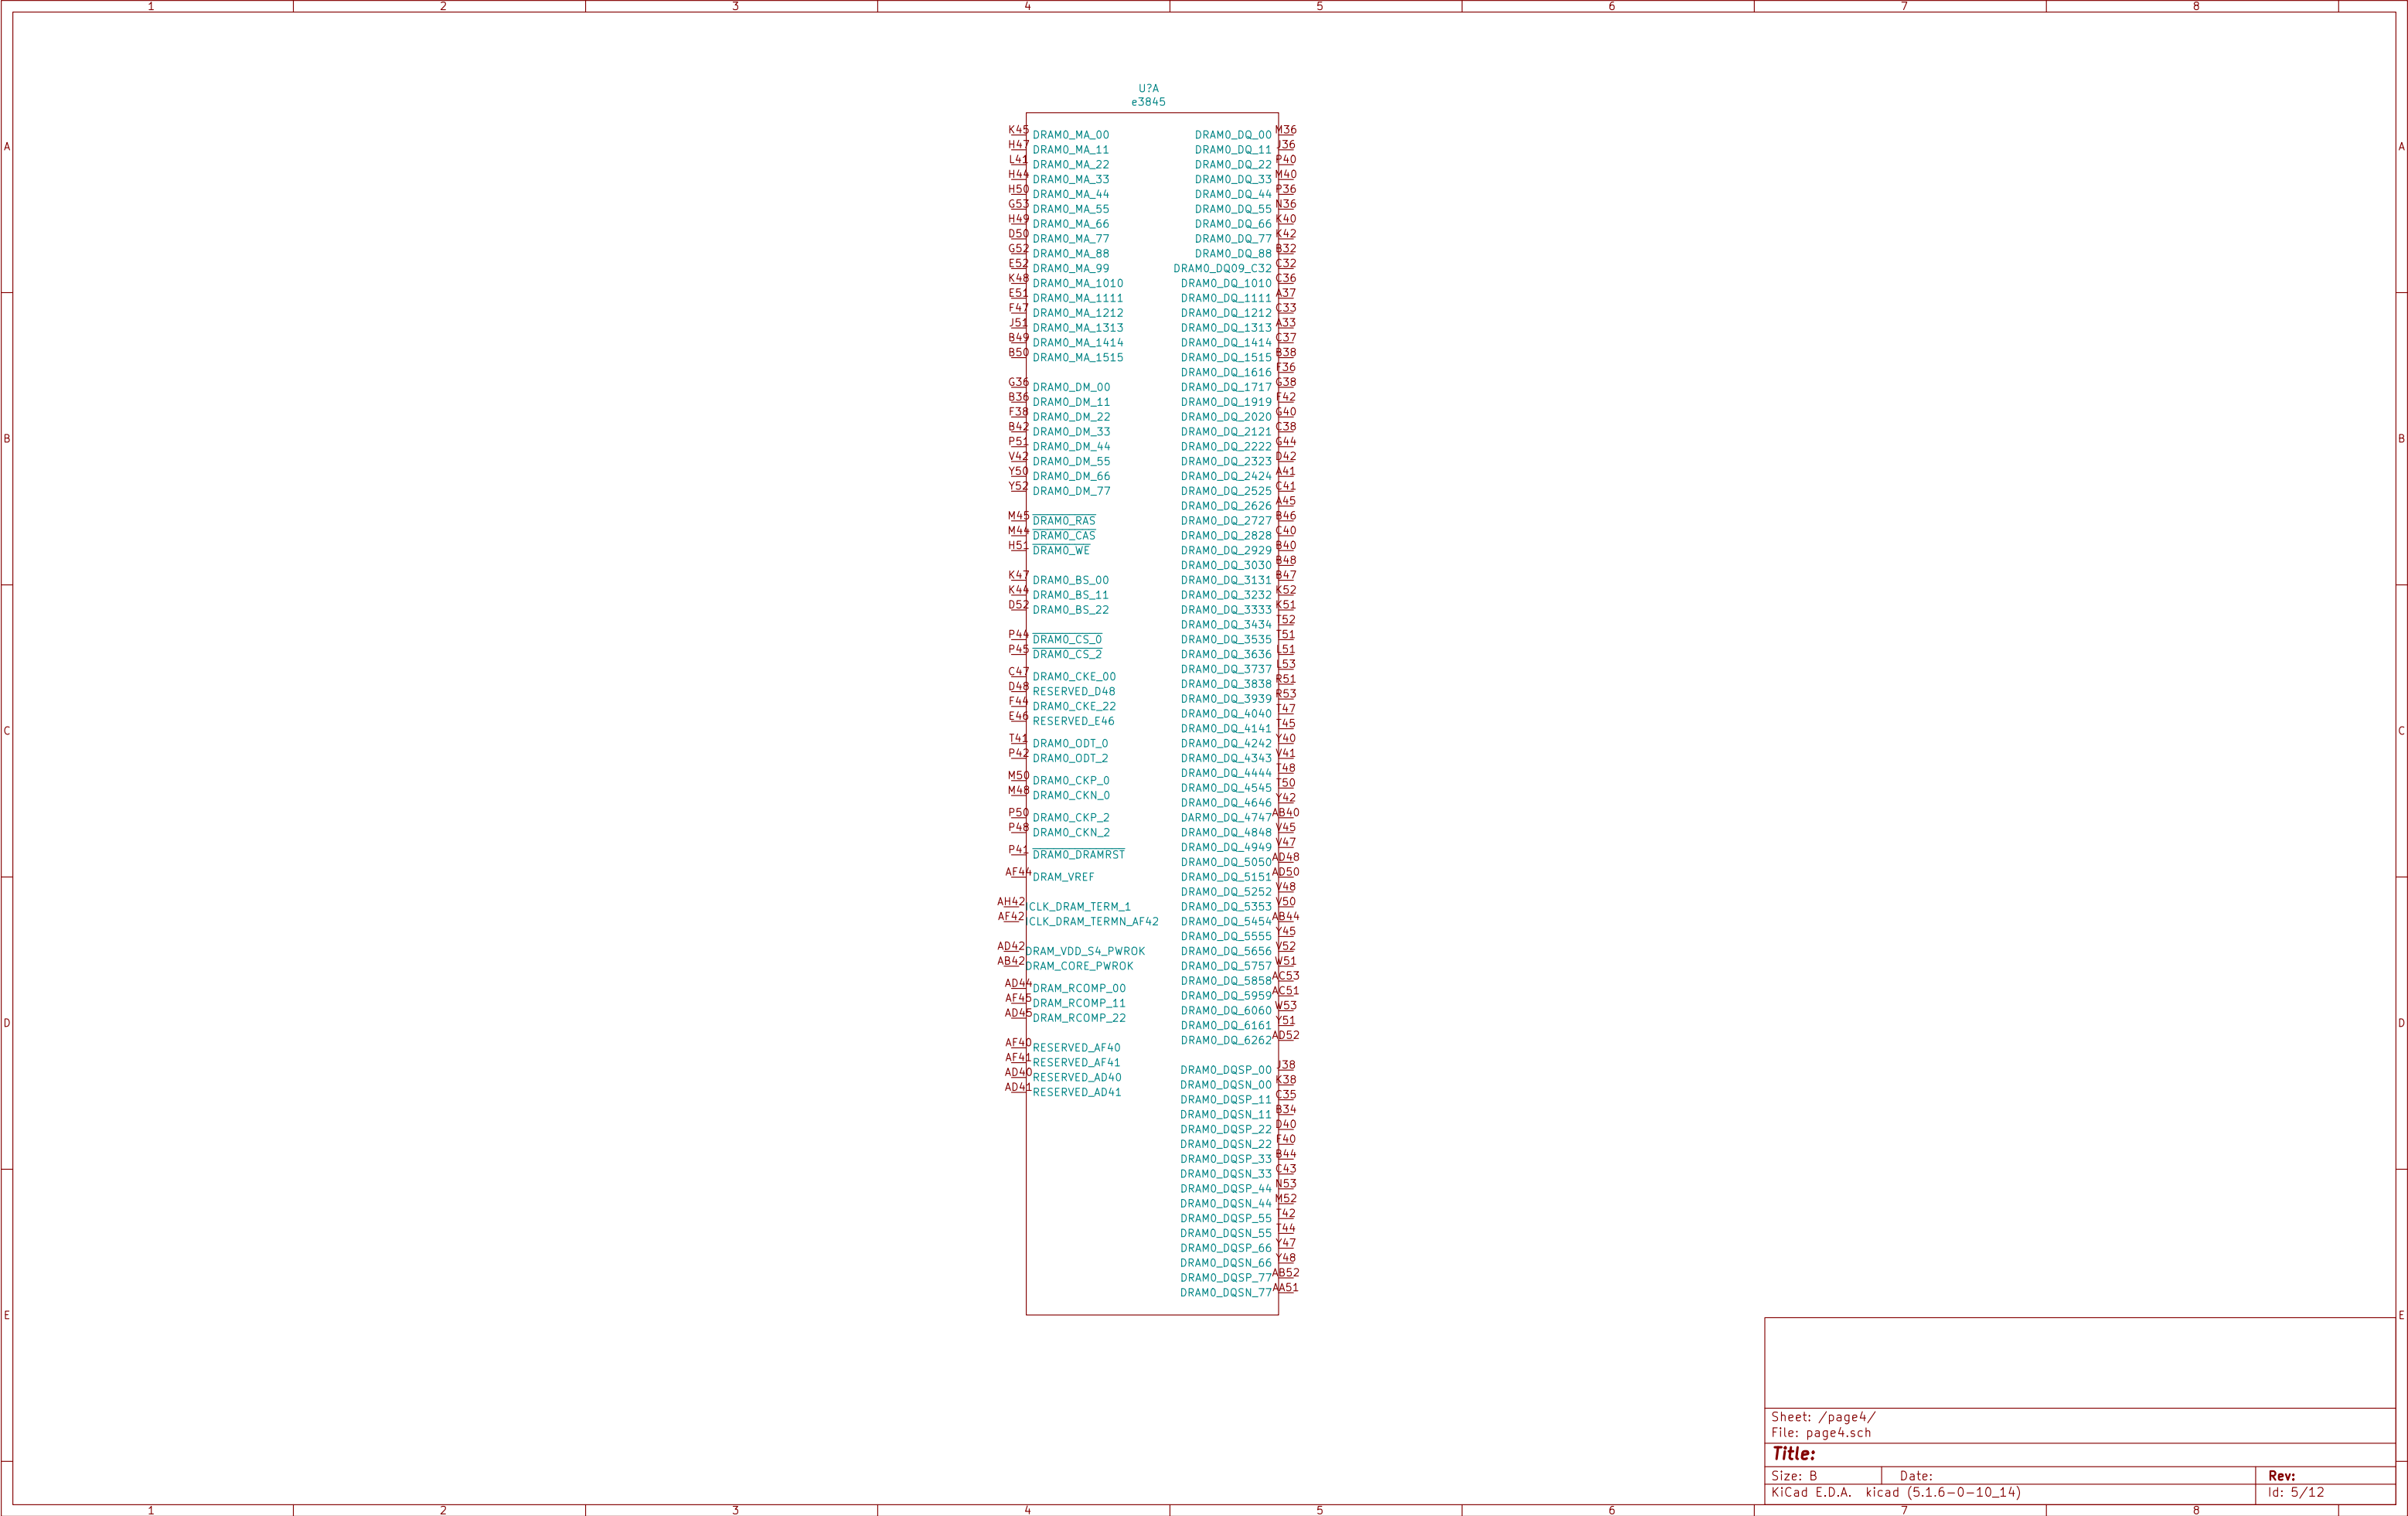 1 2 3 4 5 6 7 8
U?A
e3845
A A
B B
C C
D D
E E
K45 DRAM0_MA_00
H47 DRAM0_MA_11
L41 DRAM0_MA_22
H44 DRAM0_MA_33
H50 DRAM0_MA_44
G53 DRAM0_MA_55
H49 DRAM0_MA_66
D50 DRAM0_MA_77
G52 DRAM0_MA_88
E52 DRAM0_MA_99
K48 DRAM0_MA_1010
E51 DRAM0_MA_1111
F47 DRAM0_MA_1212
J51 DRAM0_MA_1313
B49 DRAM0_MA_1414
B50 DRAM0_MA_1515
G36 DRAM0_DM_00
B36 DRAM0_DM_11
F38 DRAM0_DM_22
B42 DRAM0_DM_33
P51 DRAM0_DM_44
V42 DRAM0_DM_55
Y50 DRAM0_DM_66
Y52 DRAM0_DM_77
M45 DRAM0_RAS
M44 DRAM0_CAS
H51 DRAM0_WE
K47 DRAM0_BS_00
K44 DRAM0_BS_11
D52 DRAM0_BS_22
P44 DRAM0_CS_0
P45 DRAM0_CS_2
C47 DRAM0_CKE_00
D48 RESERVED_D48
F44 DRAM0_CKE_22
E46 RESERVED_E46
T41 DRAM0_ODT_0
P42 DRAM0_ODT_2
M50 DRAM0_CKP_0
M48 DRAM0_CKN_0
P50 DRAM0_CKP_2
P48 DRAM0_CKN_2
P41 DRAM0_DRAMRST
AF44 DRAM_VREF
AH42 ICLK_DRAM_TERM_1
AF42 ICLK_DRAM_TERMN_AF42
AD42 DRAM_VDD_S4_PWROK
AB42 DRAM_CORE_PWROK
AD44 DRAM_RCOMP_00
AF45 DRAM_RCOMP_11
AD45 DRAM_RCOMP_22
AF40 RESERVED_AF40
AF41 RESERVED_AF41
AD40 RESERVED_AD40
AD41 RESERVED_AD41
DRAM0_DQ_00 M36
DRAM0_DQ_11 J36
DRAM0_DQ_22 P40
DRAM0_DQ_33 M40
DRAM0_DQ_44 P36
DRAM0_DQ_55 N36
DRAM0_DQ_66 K40
DRAM0_DQ_77 K42
DRAM0_DQ_88 B32
DRAM0_DQ09_C32 C32
DRAM0_DQ_1010 C36
DRAM0_DQ_1111 A37
DRAM0_DQ_1212 C33
DRAM0_DQ_1313 A33
DRAM0_DQ_1414 C37
DRAM0_DQ_1515 B38
DRAM0_DQ_1616 F36
DRAM0_DQ_1717 G38
DRAM0_DQ_1919 F42
DRAM0_DQ_2020 G40
DRAM0_DQ_2121 C38
DRAM0_DQ_2222 G44
DRAM0_DQ_2323 D42
DRAM0_DQ_2424 A41
DRAM0_DQ_2525 C41
DRAM0_DQ_2626 A45
DRAM0_DQ_2727 B46
DRAM0_DQ_2828 C40
DRAM0_DQ_2929 B40
DRAM0_DQ_3030 B48
DRAM0_DQ_3131 B47
DRAM0_DQ_3232 K52
DRAM0_DQ_3333 K51
DRAM0_DQ_3434 T52
DRAM0_DQ_3535 T51
DRAM0_DQ_3636 L51
DRAM0_DQ_3737 L53
DRAM0_DQ_3838 R51
DRAM0_DQ_3939 R53
DRAM0_DQ_4040 T47
DRAM0_DQ_4141 T45
DRAM0_DQ_4242 Y40
DRAM0_DQ_4343 V41
DRAM0_DQ_4444 T48
DRAM0_DQ_4545 T50
DRAM0_DQ_4646 Y42
DARM0_DQ_4747 AB40
DRAM0_DQ_4848 V45
DRAM0_DQ_4949 V47
DRAM0_DQ_5050 AD48
DRAM0_DQ_5151 AD50
DRAM0_DQ_5252 V48
DRAM0_DQ_5353 V50
DRAM0_DQ_5454 AB44
DRAM0_DQ_5555 Y45
DRAM0_DQ_5656 V52
DRAM0_DQ_5757 W51
DRAM0_DQ_5858 AC53
DRAM0_DQ_5959 AC51
DRAM0_DQ_6060 W53
DRAM0_DQ_6161 Y51
DRAM0_DQ_6262 AD52
DRAM0_DQSP_00 J38
DRAM0_DQSN_00 K38
DRAM0_DQSP_11 C35
DRAM0_DQSN_11 B34
DRAM0_DQSP_22 D40
DRAM0_DQSN_22 F40
DRAM0_DQSP_33 B44
DRAM0_DQSN_33 C43
DRAM0_DQSP_44 N53
DRAM0_DQSN_44 M52
DRAM0_DQSP_55 T42
DRAM0_DQSN_55 T44
DRAM0_DQSP_66 Y47
DRAM0_DQSN_66 Y48
DRAM0_DQSP_77 AB52
DRAM0_DQSN_77 AA51
Sheet: /page4/
File: page4.sch
Title:
Size: B Date: Rev:
KiCad E.D.A. kicad (5.1.6-0-10_14) Id: 5/12
1 2 3 4 5 6 7 8